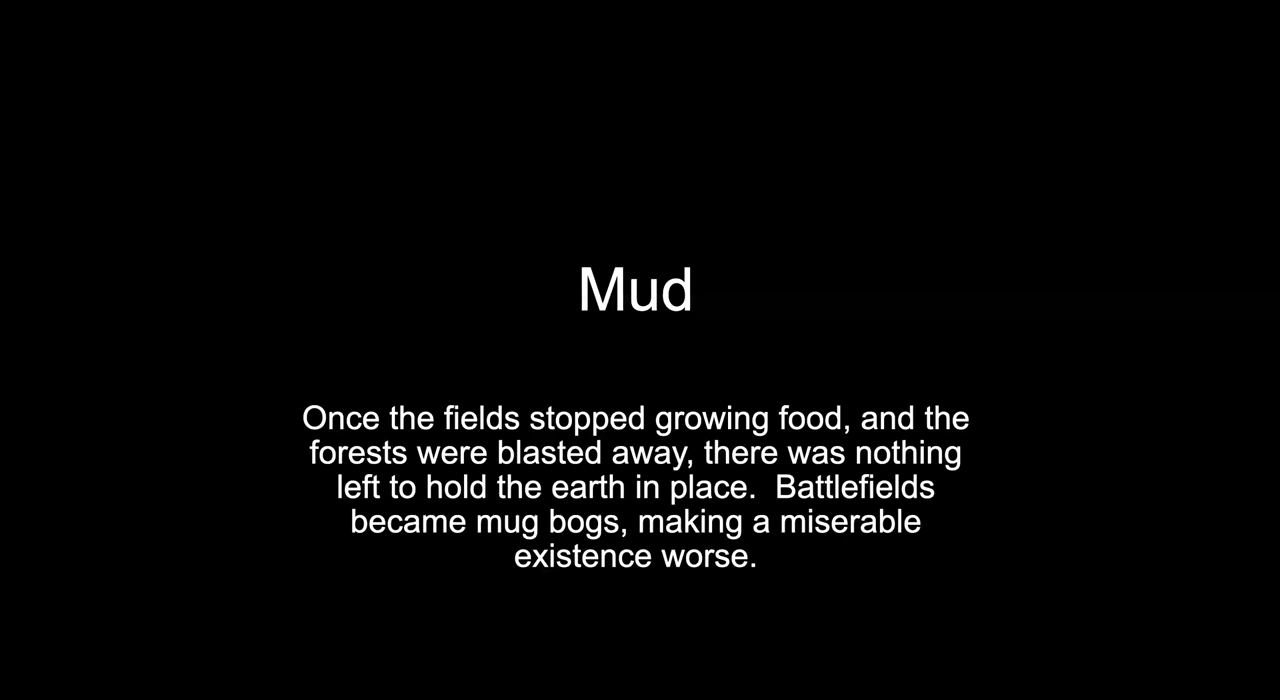 Mud
Once the fields stopped growing food, and the
forests were blasted away, there was nothing
left to hold the earth in place.  Battlefields
became mug bogs, making a miserable
existence worse.